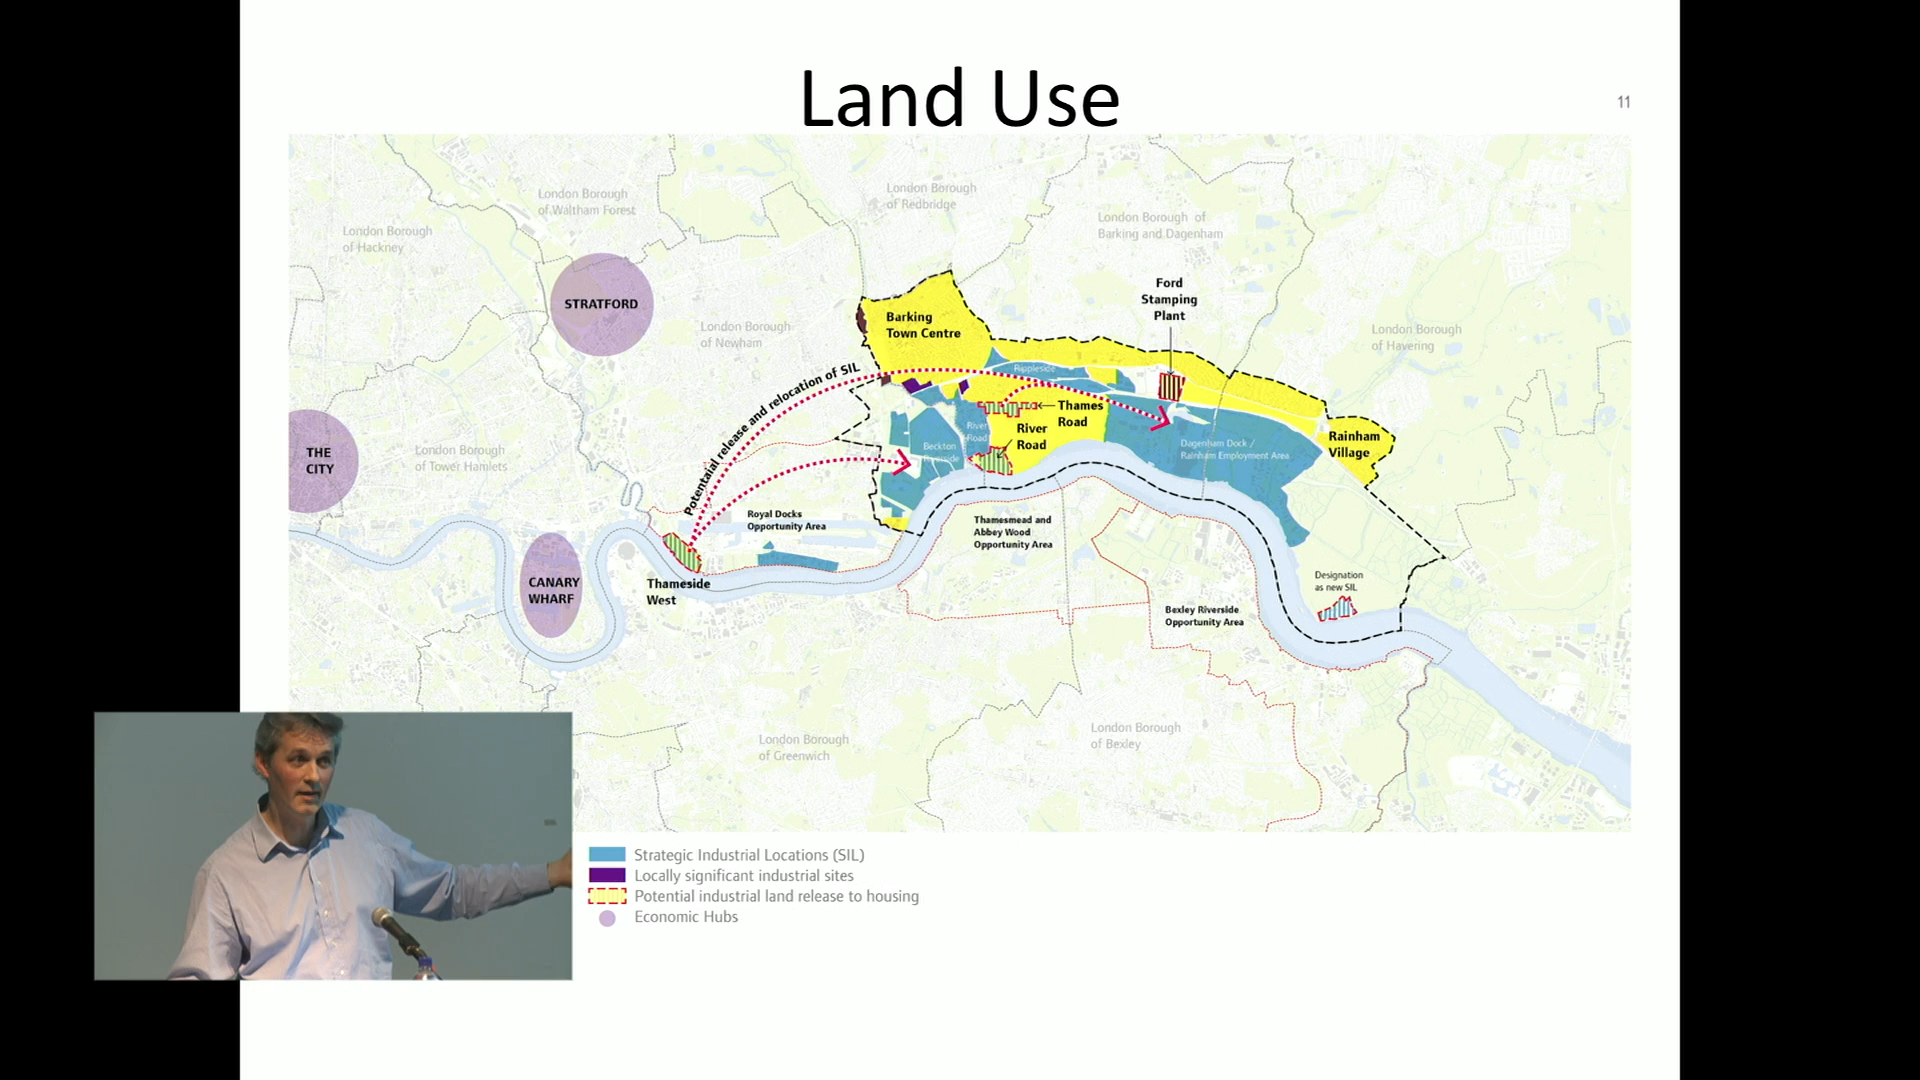 Land Use
11
London Borough
of Waltham Forest
London Borough
of Redbridge
London Borough of
Barking and Dagenham
London Borough
of Hackney
STRATFORD
Ford
Stamping
Plant
Barking
Town Centre
London Borough
of Newham
London Borough
of Havering
Potentaial release and relocation of SIL
Rippleside
Thames
Road
River
Road
River
Road
Beckton
Riverside
Dagenham Dock /
Rainham Employment Area
Rainham
Village
THE
CITY
London Borough
of Tower Hamlets
Royal Docks
Opportunity Area
Thamesmead and
Abbey Wood
Opportunity Area
CANARY
WHARF
Thameside
West
Designation
as new SIL
Bexley Riverside
Opportunity Area
London Borough
of Greenwich
London Borough
of Bexley
Strategic Industrial Locations (SIL)
Locally significant industrial sites
Potential industrial land release to housing
Economic Hubs